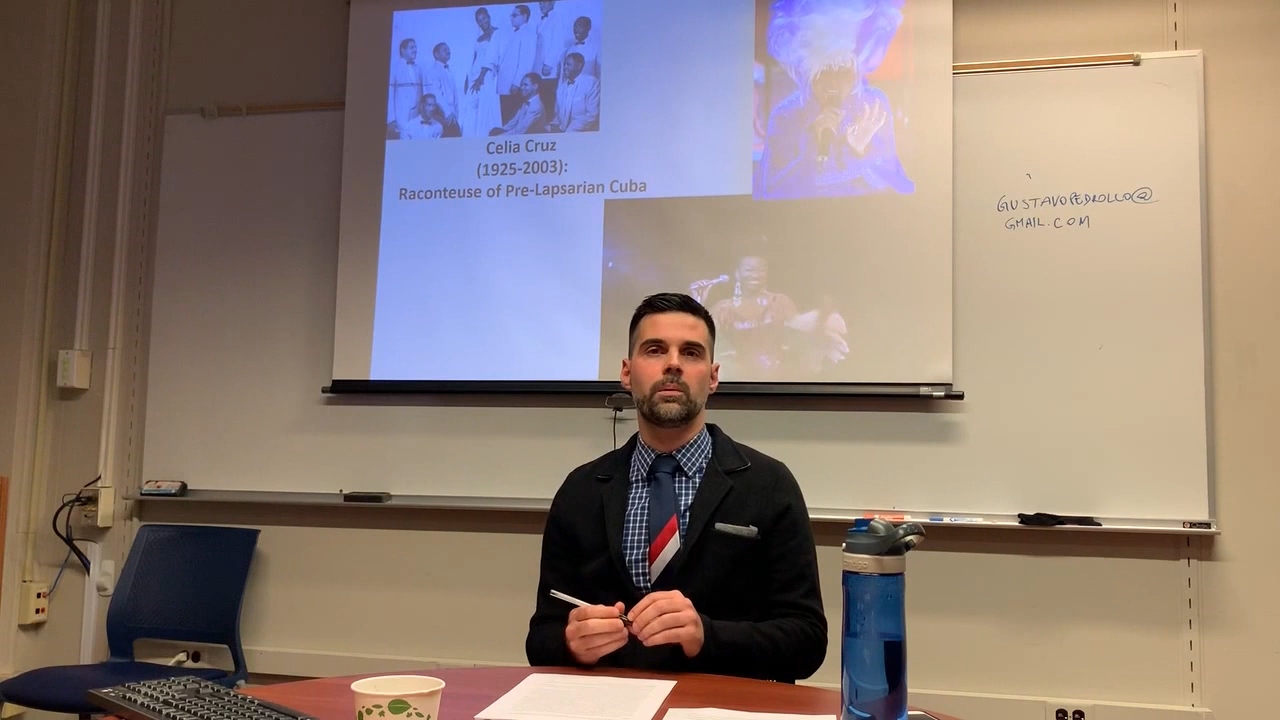 Celia Cruz
(1925-2003):
Raconteuse of Pre-Lapsarian Cuba
GUSTAVOPEDROLLO@
GMAIL.COM